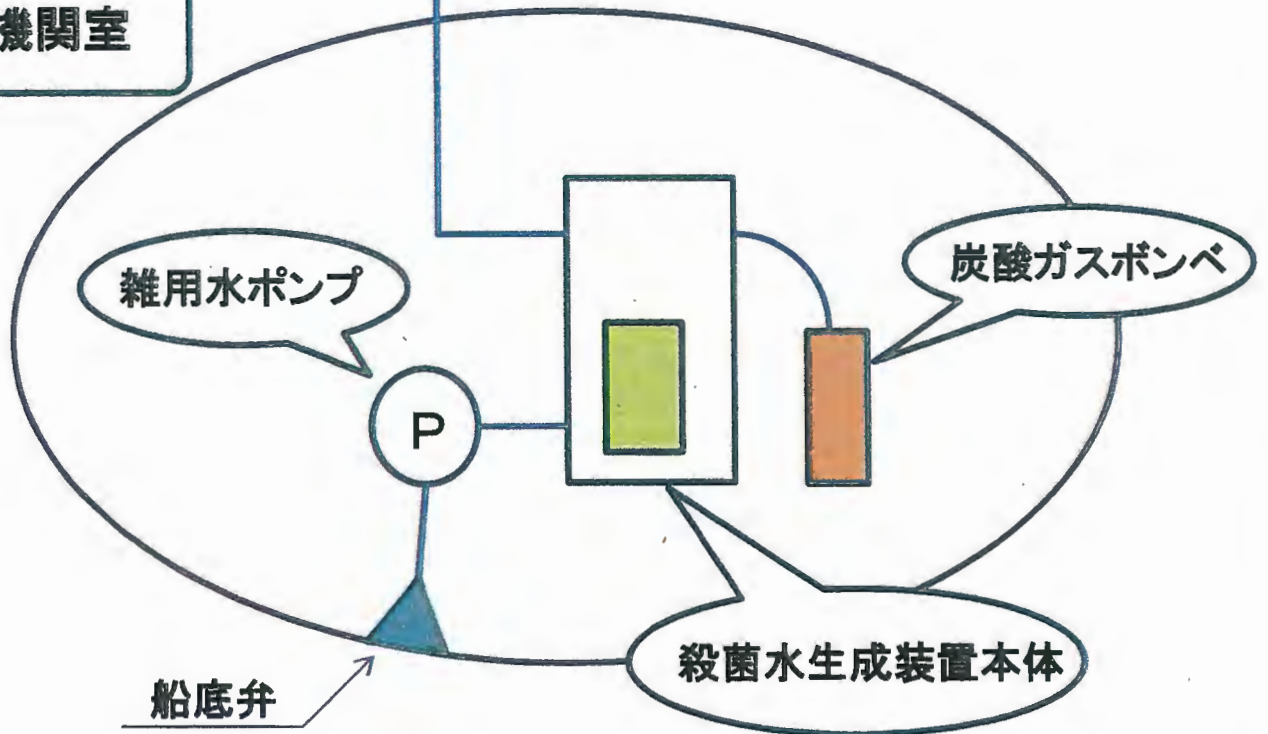 機関室
雑用水ポンプ
炭酸ガスボンベ
P
殺菌水生成装置本体
船底弁